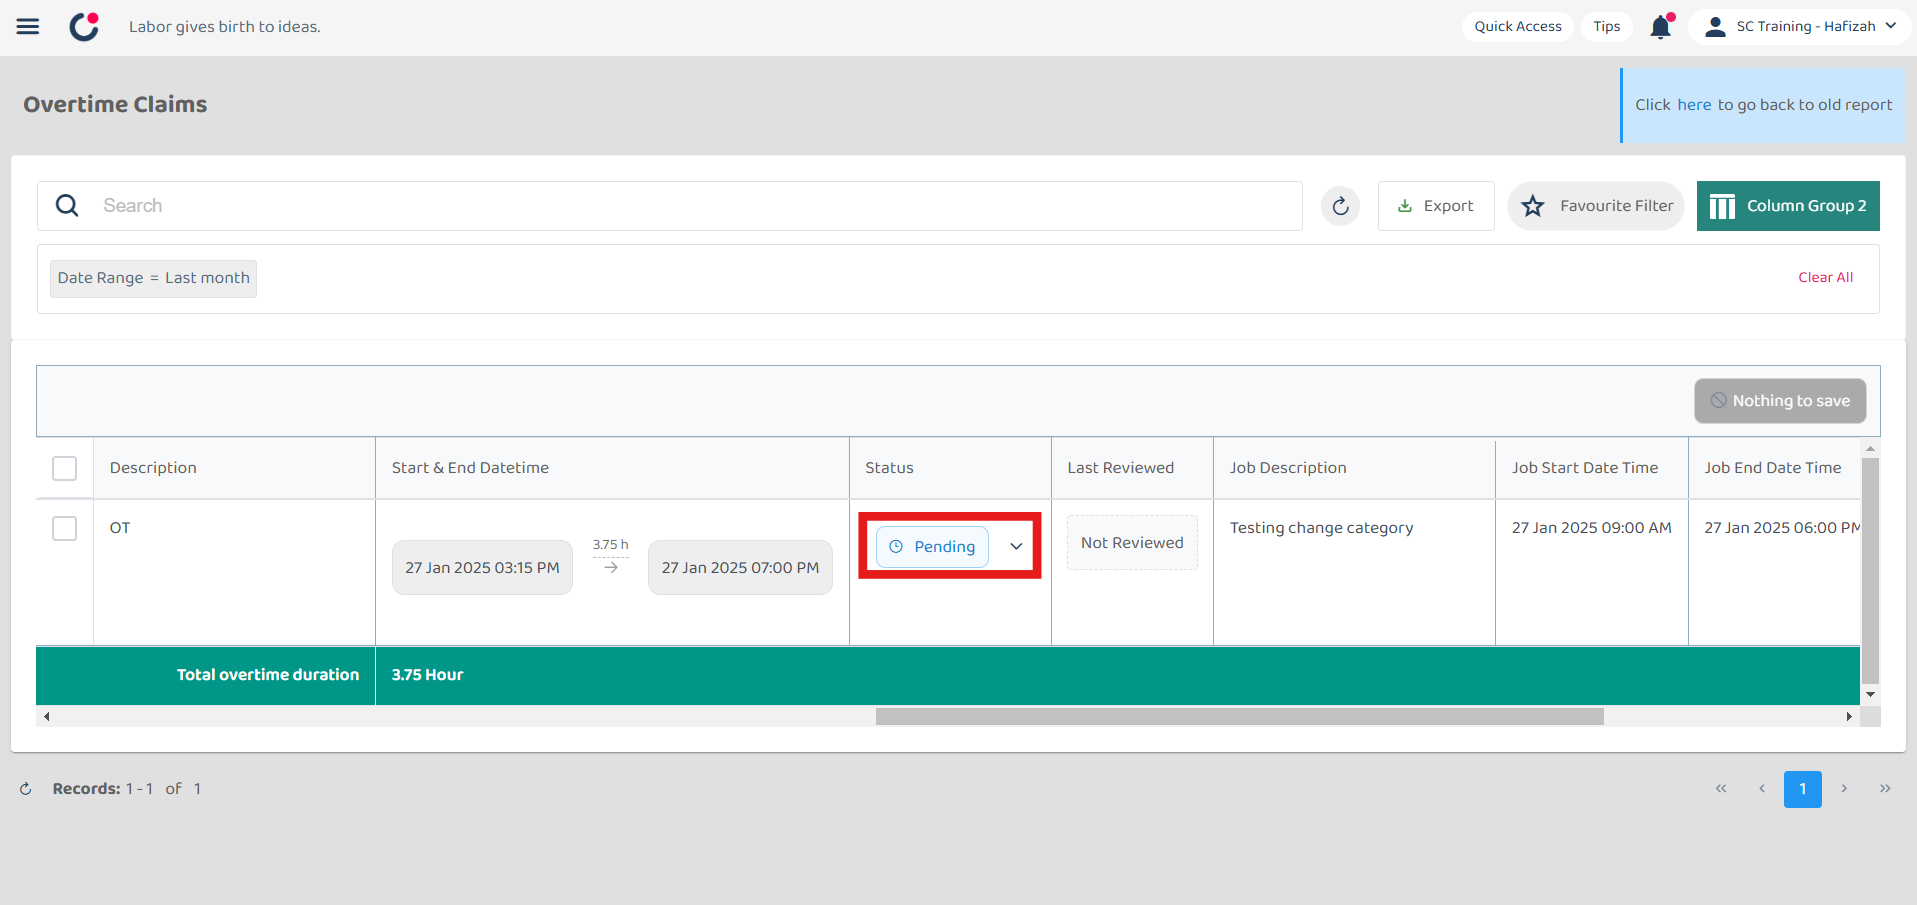 Labor gives birth to ideas.
Quick Access
Tips
SC Training - Hafizah
Overtime Claims
Click here to go back to old report
Search
Export
Favourite Filter
Column Group 2
Date Range = Last month
Clear All
Nothing to save
Description
Start & End Datetime
Status
Last Reviewed
Job Description
Job Start Date Time
Job End Date Time
OT
27 Jan 2025 03:15 PM
3.75 h
27 Jan 2025 07:00 PM
Pending
Not Reviewed
Testing change category
27 Jan 2025 09:00 AM
27 Jan 2025 06:00 PM
Total overtime duration
3.75 Hour
Records: 1 - 1 of 1
1